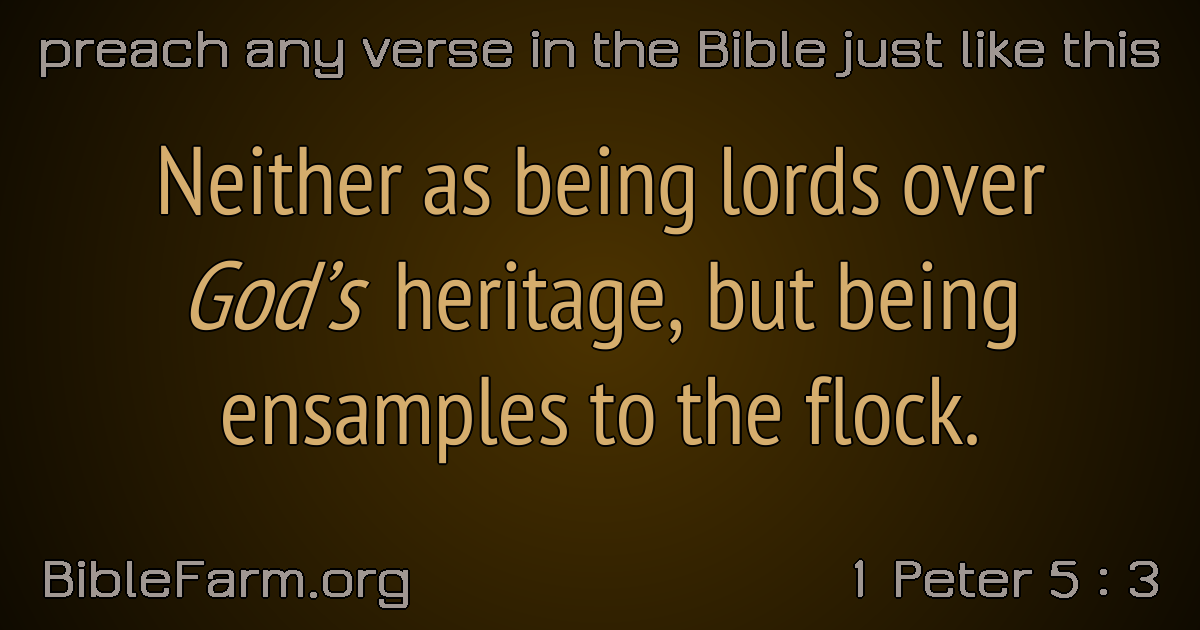 preach any verse in the Bible just like this
Neither as being lords over
God’s heritage, but being
ensamples to the flock.
BibleFarm.org
1 Peter 5 : 3